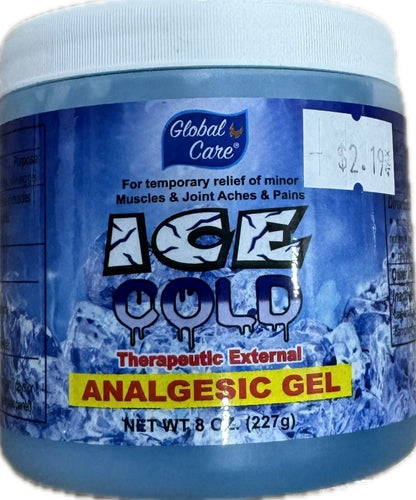 Global
Care®
$2.19
Purpose
For temporary relief of minor
Muscles & Joint Aches & Pains
ICE
COLD
Therapeutic External
ANALGESIC GEL
NET WT, 8 OZ. (227g)